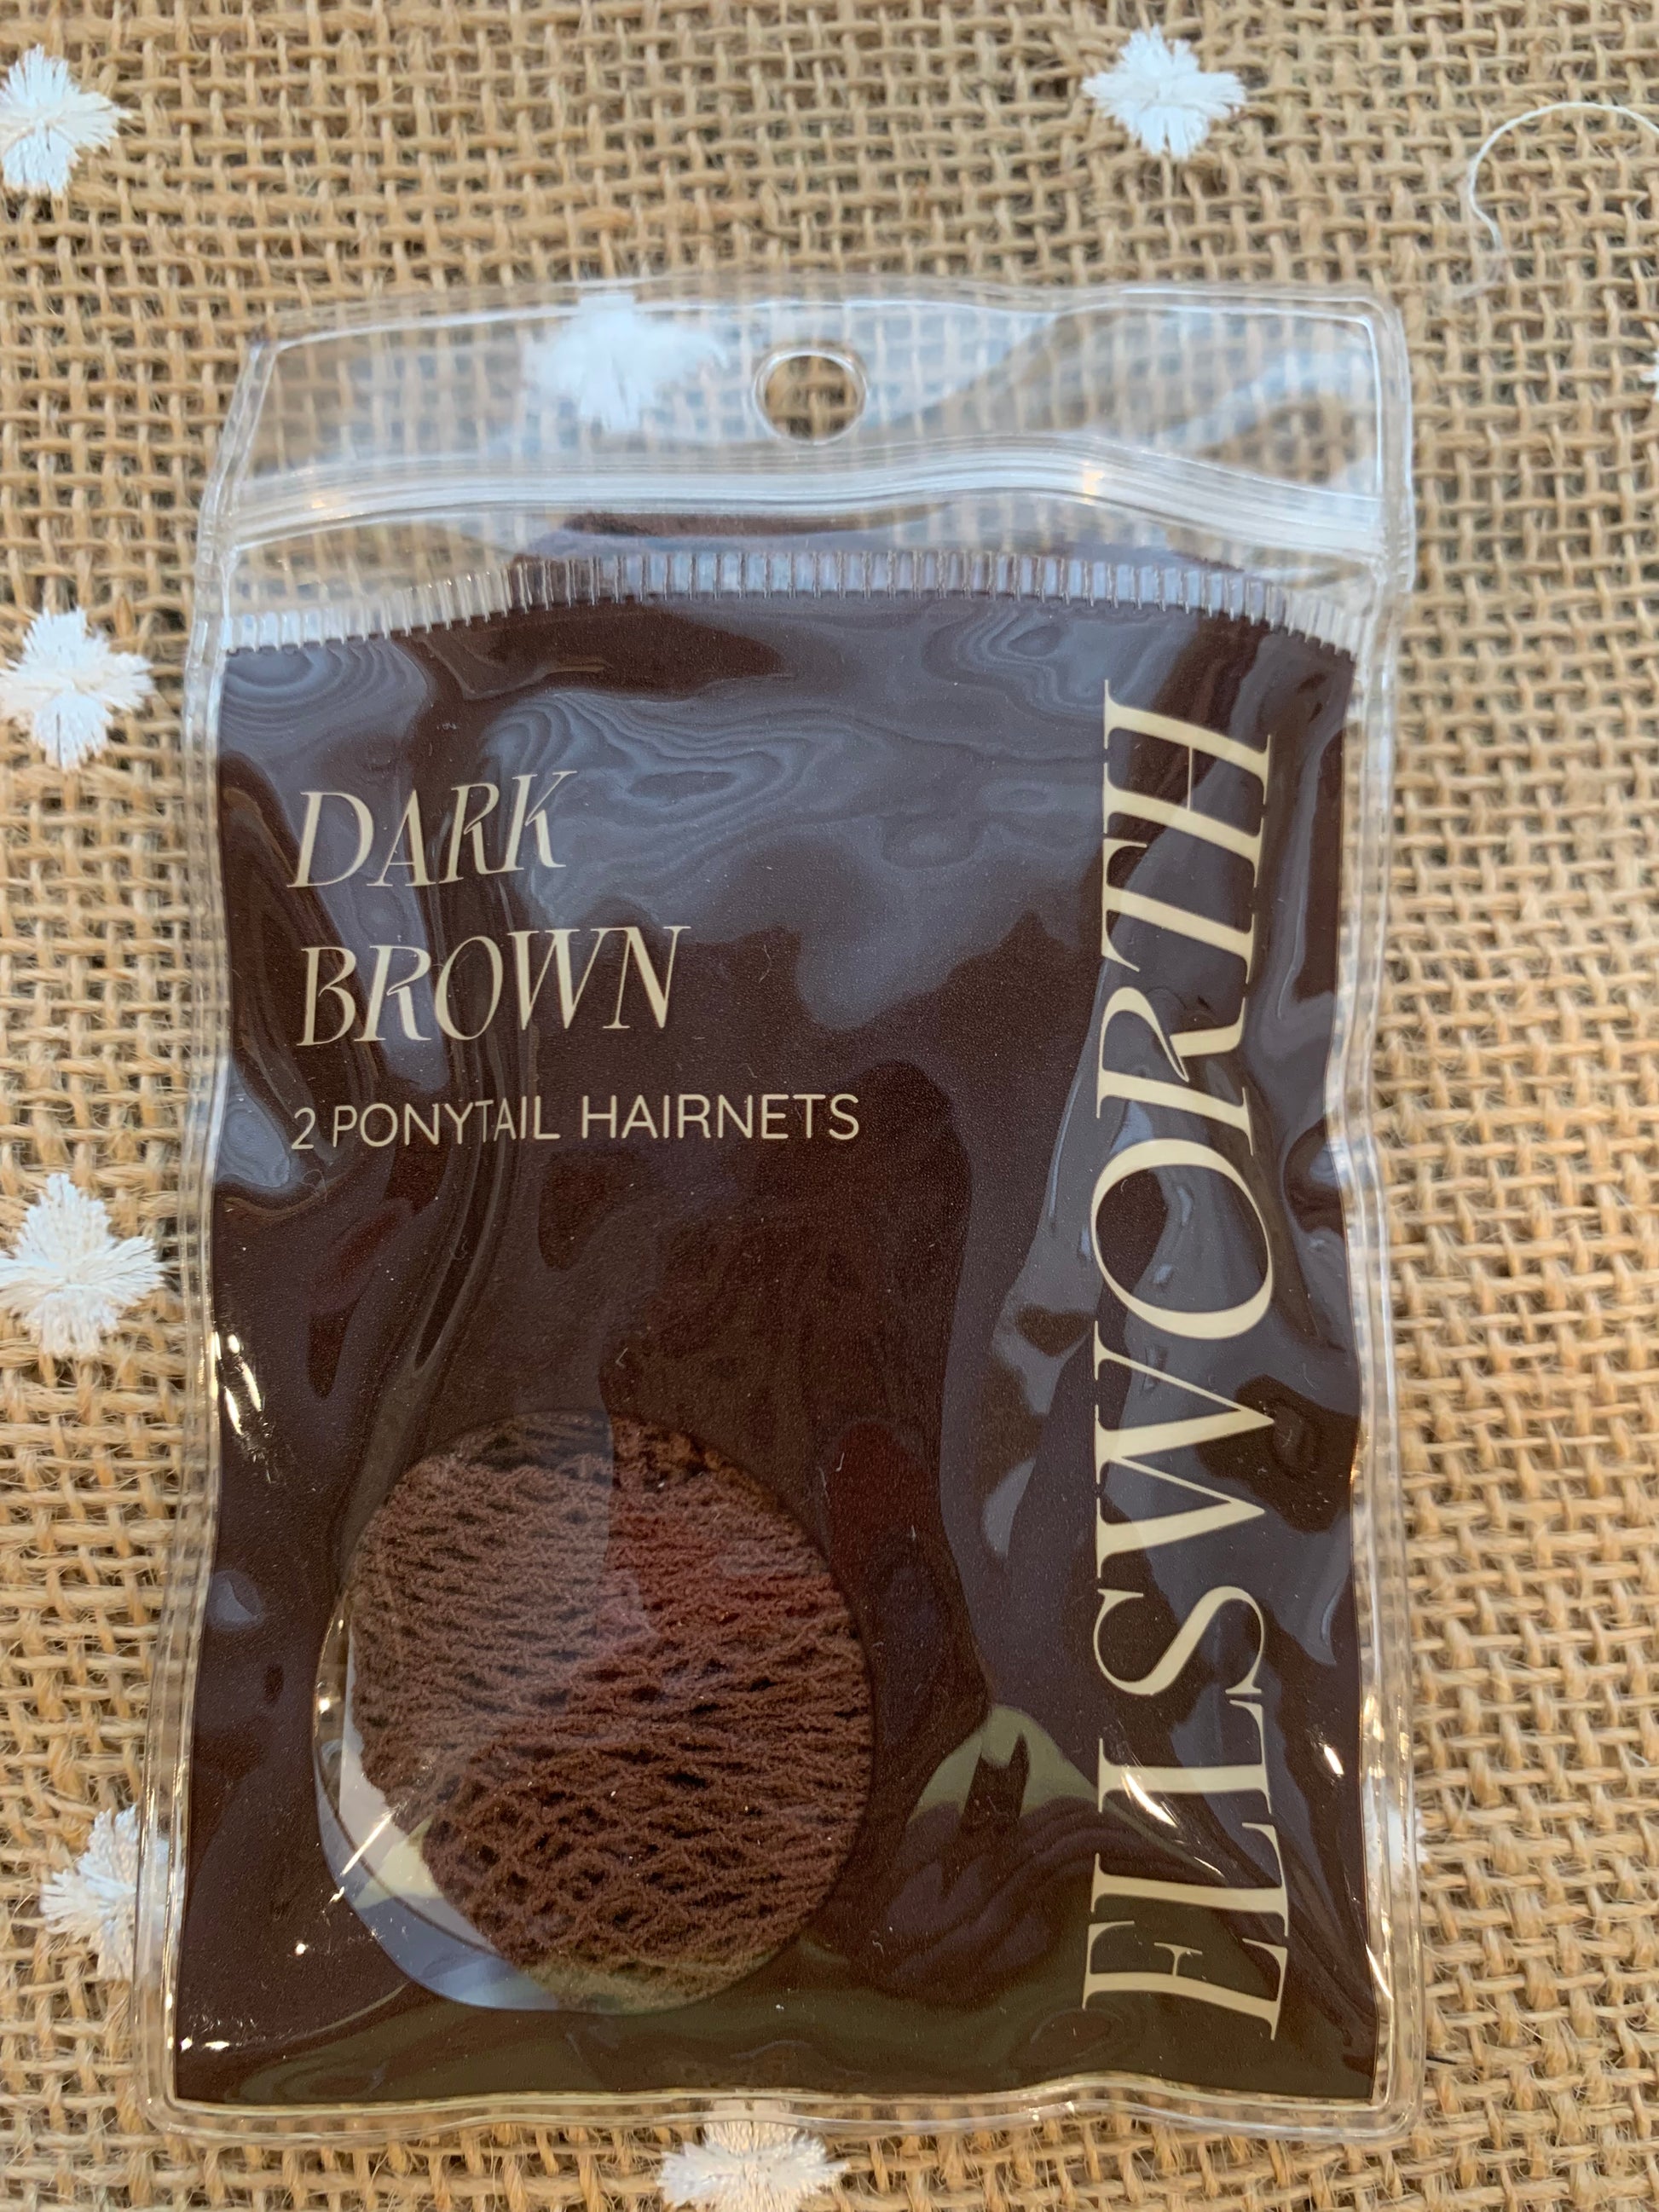 DARK
BROWN
2 PONYTAIL HAIRNETS
ELSWORTH